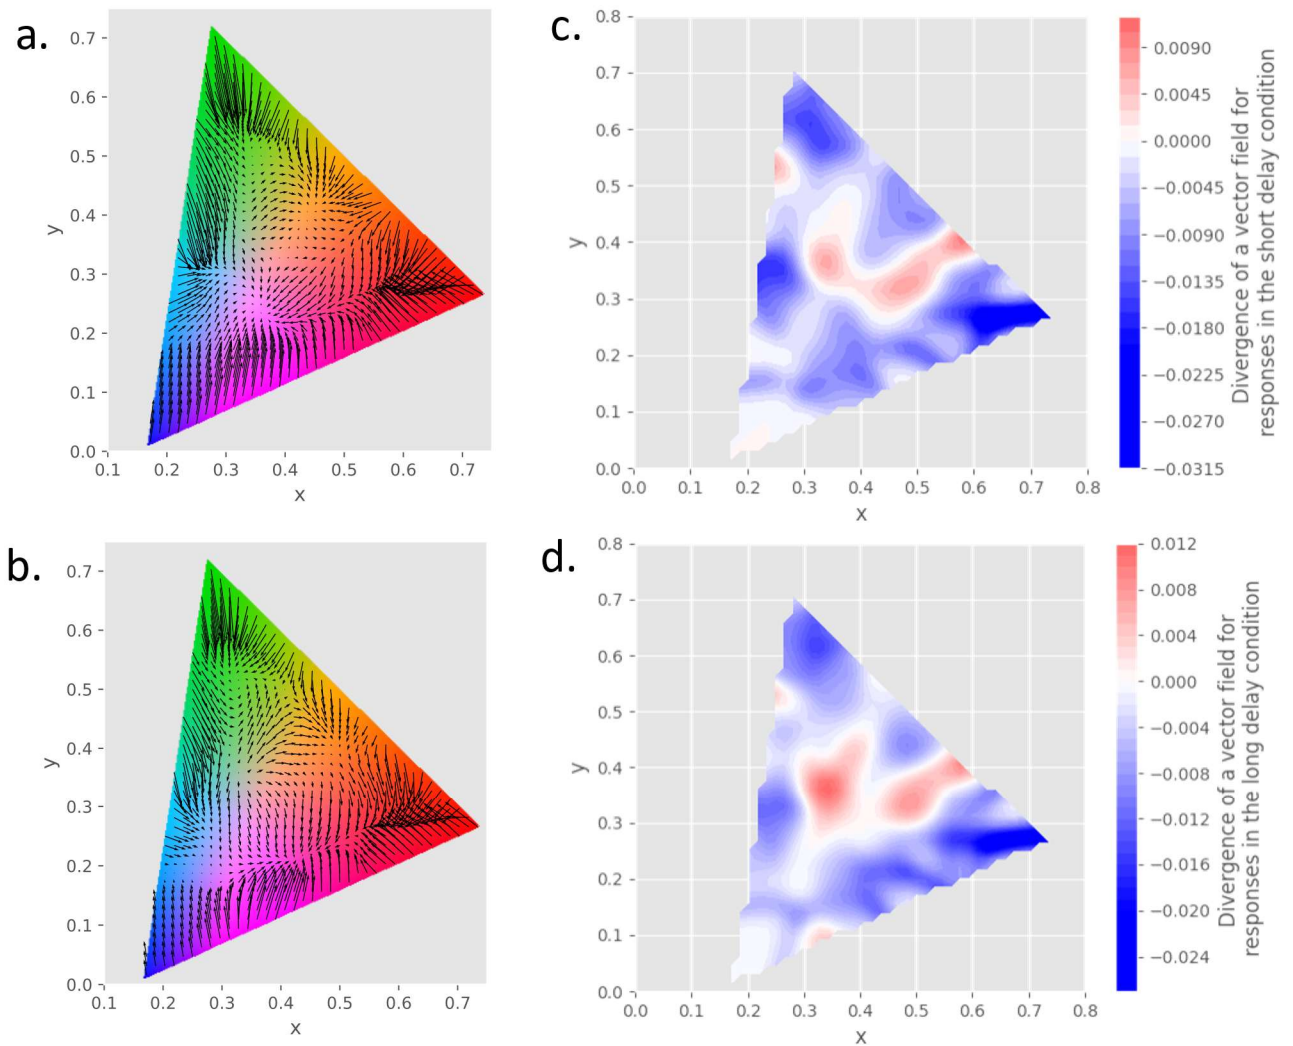 a.
0.7
0.6
0.5
0.4
0.3
0.2
0.1
0.0
y
0.1 0.2 0.3 0.4 0.5 0.6 0.7
x
c.
0.8
0.7
0.6
0.5
0.4
0.3
0.2
0.1
0.0
y
0.0 0.1 0.2 0.3 0.4 0.5 0.6 0.7 0.8
x
0.0090
0.0045
0.0000
−0.0045
−0.0090
−0.0135
−0.0180
−0.0225
−0.0270
−0.0315
Divergence of a vector field for
responses in the short delay condition
b.
0.7
0.6
0.5
0.4
0.3
0.2
0.1
0.0
y
0.1 0.2 0.3 0.4 0.5 0.6 0.7
x
d.
0.8
0.7
0.6
0.5
0.4
0.3
0.2
0.1
0.0
y
0.0 0.1 0.2 0.3 0.4 0.5 0.6 0.7 0.8
x
0.012
0.008
0.004
0.000
−0.004
−0.008
−0.012
−0.016
−0.020
−0.024
Divergence of a vector field for
responses in the long delay condition